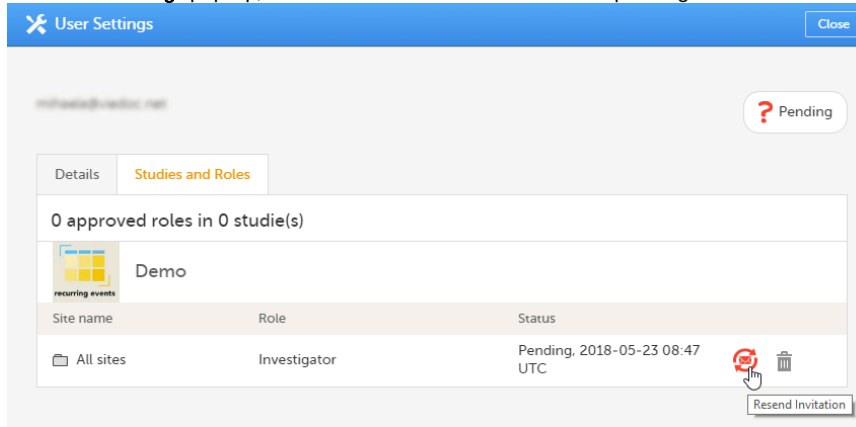 User Settings
Close
Pending
Details
Studies and Roles
0 approved roles in 0 studie(s)
recurring events
Demo
Site name
Role
Status
All sites
Investigator
Pending, 2018-05-23 08:47
UTC
Resend Invitation